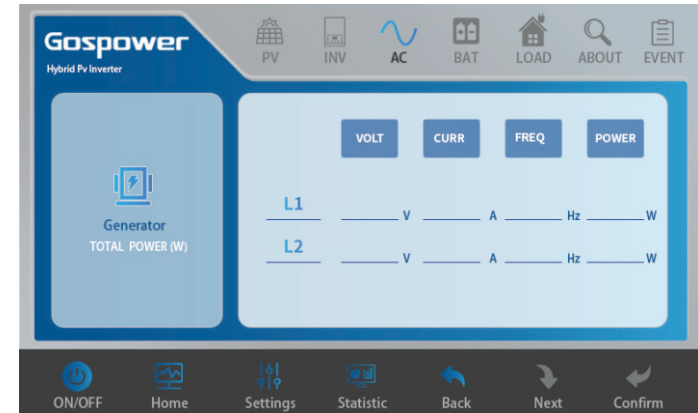 Gospower
Hybrid Pv Inverter
PV INV AC BAT LOAD ABOUT EVENT
VOLT CURR FREQ POWER
Generator
TOTAL POWER (W)
L1 V A Hz W
L2 V A Hz W
ON/OFF Home Settings Statistic Back Next Confirm